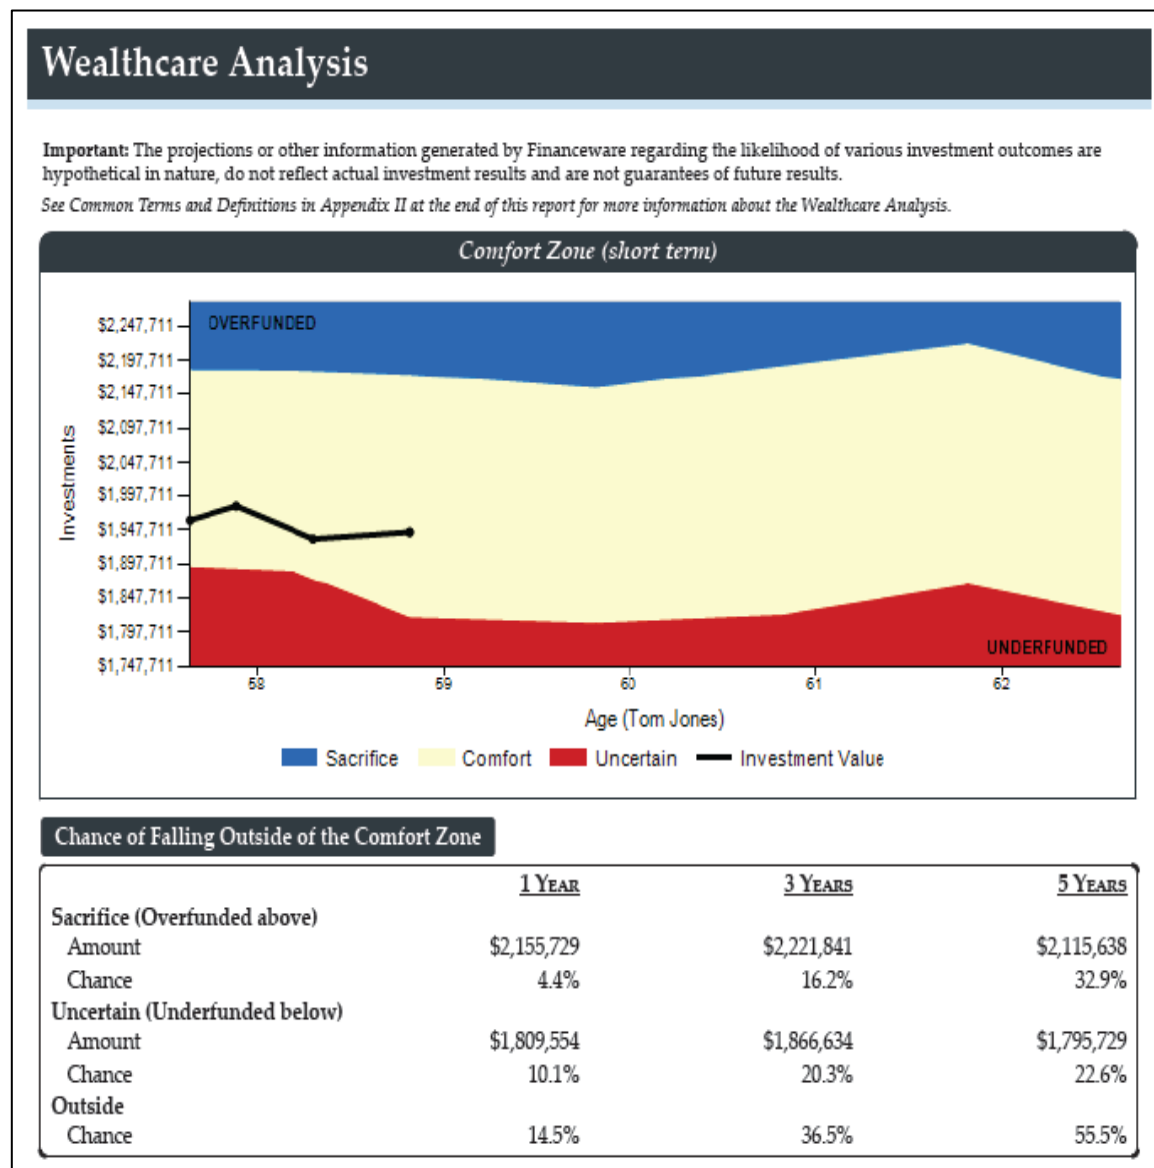 Wealthcare Analysis
Important: The projections or other information generated by Financeware regarding the likelihood of various investment outcomes are
hypothetical in nature, do not reflect actual investment results and are not guarantees of future results.
See Common Terms and Definitions in Appendix II at the end of this report for more information about the Wealthcare Analysis.
Comfort Zone (short term)
Investments
$2,247,711
$2,197,711
$2,147,711
$2,097,711
$2,047,711
$1,997,711
$1,947,711
$1,897,711
$1,847,711
$1,797,711
$1,747,711
OVERFUNDED
UNDERFUNDED
58 59 60 61 62
Age (Tom Jones)
Sacrifice Comfort Uncertain Investment Value
Chance of Falling Outside of the Comfort Zone
1 YEAR 3 YEARS 5 YEARS
Sacrifice (Overfunded above)
Amount $2,155,729 $2,221,841 $2,115,638
Chance 4.4% 16.2% 32.9%
Uncertain (Underfunded below)
Amount $1,809,554 $1,866,634 $1,795,729
Chance 10.1% 20.3% 22.6%
Outside
Chance 14.5% 36.5% 55.5%